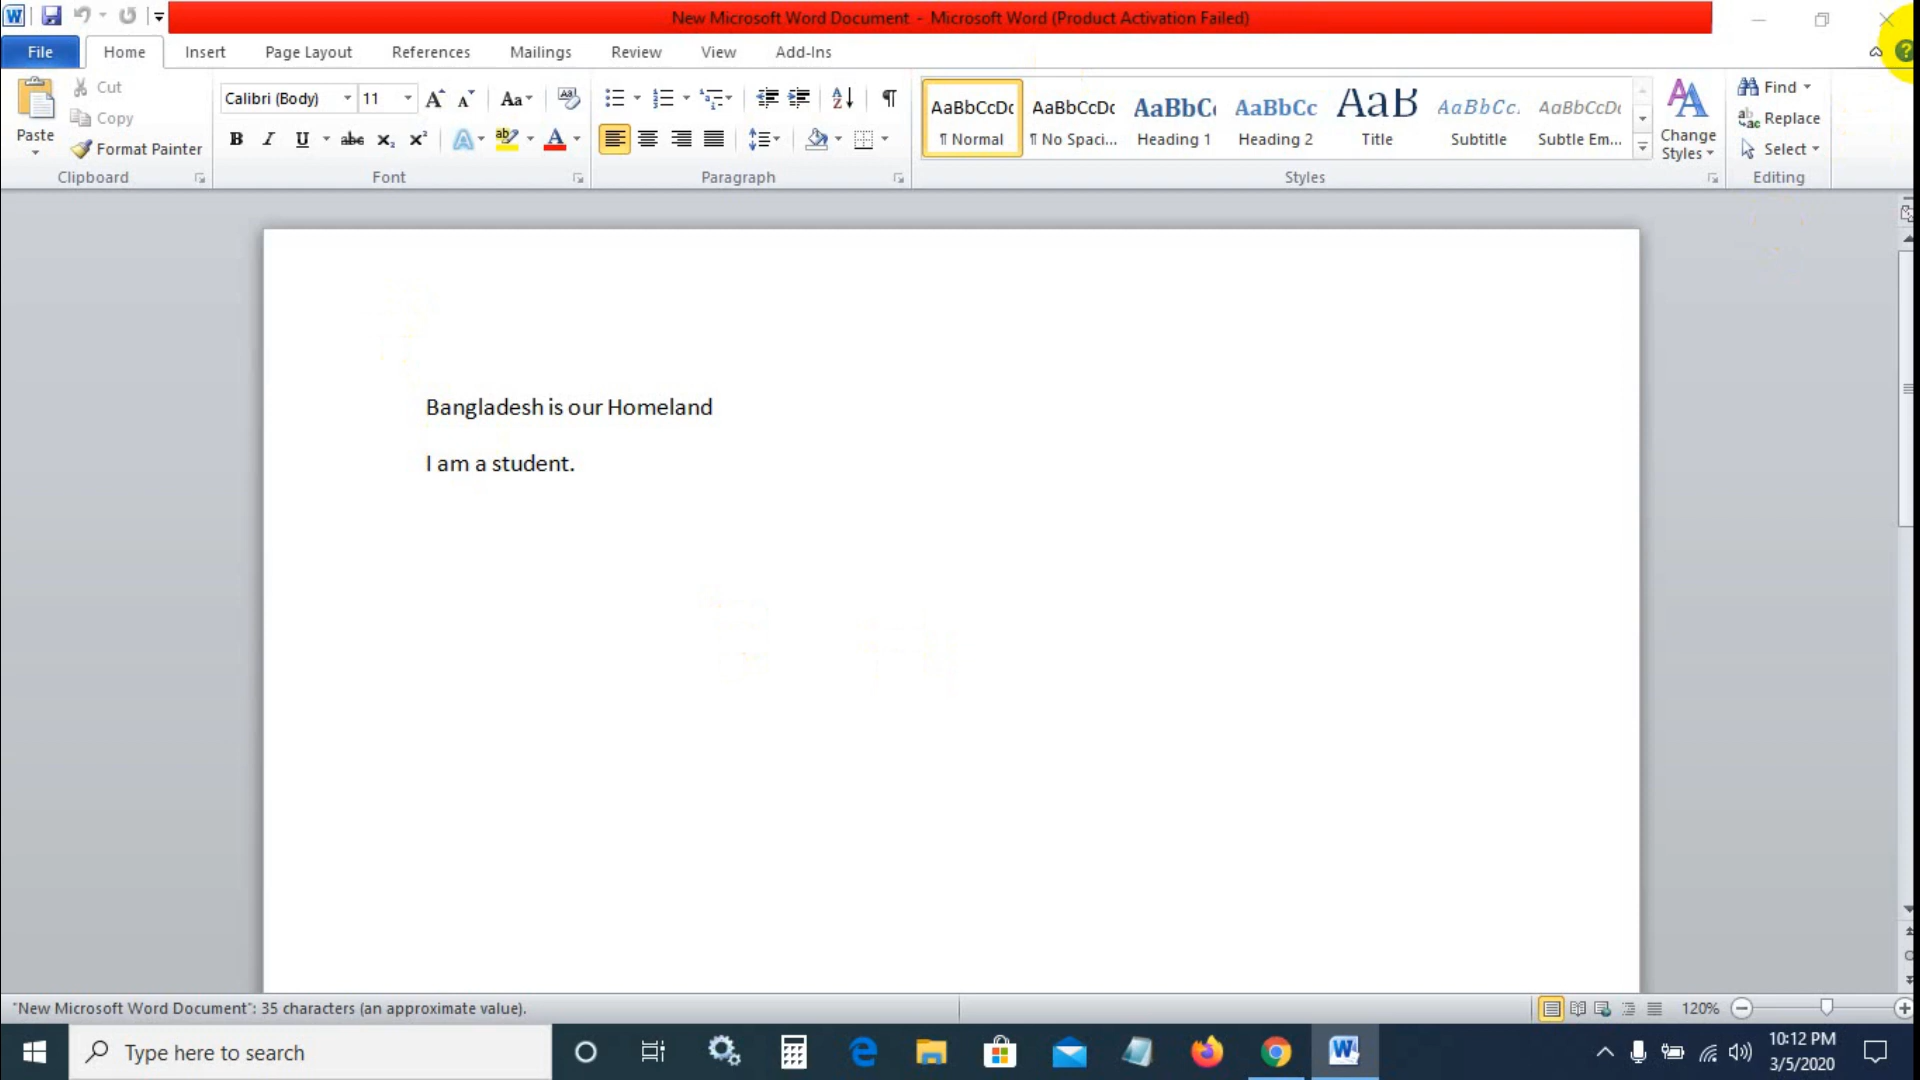 New Microsoft Word Document - Microsoft Word (Product Activation Failed)
File Home Insert Page Layout References Mailings Review View Add-Ins
Paste
Cut
Copy
Format Painter
Clipboard
Calibri (Body) 11
Font
Paragraph
AaBbCcDc AaBbCcDc AaBbC AaBbCc AaB AaBbCc. AaBbCcDc
¶ Normal ¶ No Spaci... Heading 1 Heading 2 Title Subtitle Subtle Em...
Change
Styles
Styles
Find
Replace
Select
Editing
Bangladesh is our Homeland
I am a student.
"New Microsoft Word Document": 35 characters (an approximate value).
120%
Type here to search
10:12 PM
3/5/2020